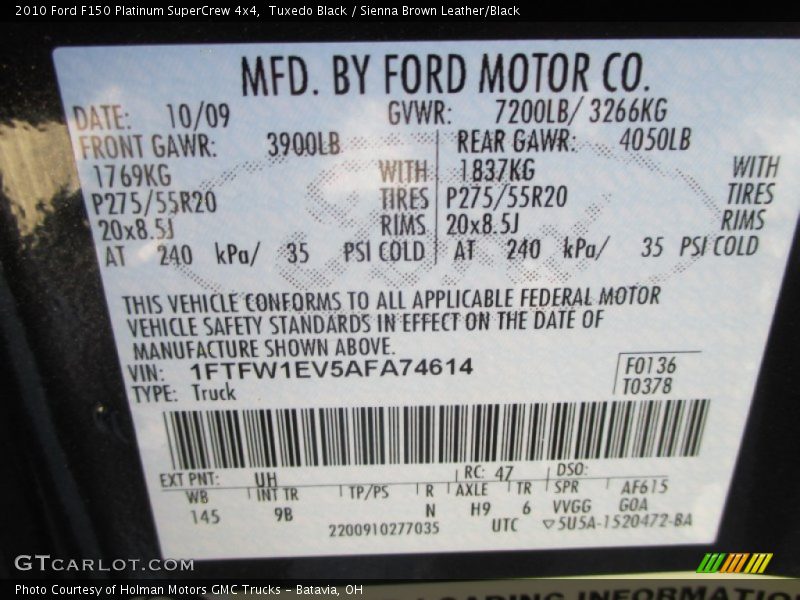 2010 Ford F150 Platinum SuperCrew 4x4,  Tuxedo Black / Sienna Brown Leather/Black
MFD. BY FORD MOTOR CO.
DATE: 10/09 GVWR: 7200LB/ 3266KG
FRONT GAWR: 3900LB REAR GAWR: 4050LB
1769KG WITH 1837KG WITH
P275/55R20 TIRES P275/55R20 TIRES
20x8.5J RIMS 20x8.5J RIMS
AT 240 kPa/ 35 PSI COLD AT 240 kPa/ 35 PSI COLD
THIS VEHICLE CONFORMS TO ALL APPLICABLE FEDERAL MOTOR
VEHICLE SAFETY STANDARDS IN EFFECT ON THE DATE OF
MANUFACTURE SHOWN ABOVE.
VIN: 1FTFW1EV5AFA74614 F0136
TYPE: Truck T0378
EXT PNT: UH RC: 47 DSO:
WB INT TR TP/PS R AXLE TR SPR AF615
145 9B N H9 6 VVGG GOA
2200910277035 UTC ▽5U5A-1520472-BA
GTCARLOT.COM
Photo Courtesy of Holman Motors GMC Trucks - Batavia, OH
LOADING INFORMATION